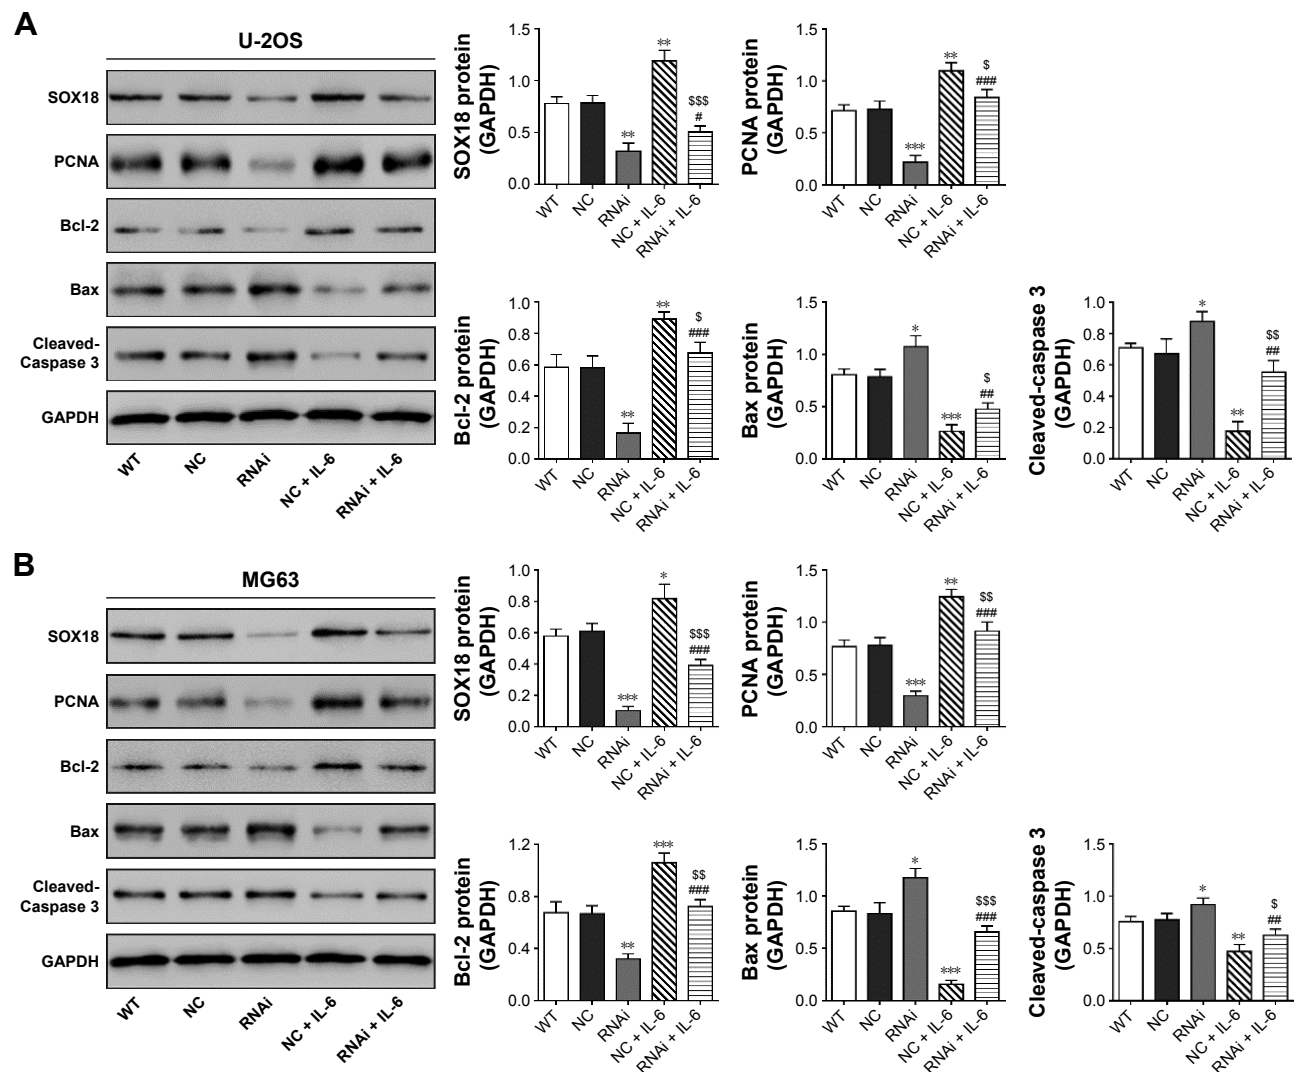 A
U-2OS
SOX18
PCNA
Bcl-2
Bax
Cleaved-
Caspase 3
GAPDH
WT
NC
RNAi
NC + IL-6
RNAi + IL-6
SOX18 protein
(GAPDH)
1.5
1.0
0.5
0.0
**
**
$$$
#
WT
NC
RNAi
NC + IL-6
RNAi + IL-6
PCNA protein
(GAPDH)
1.5
1.0
0.5
0.0
***
**
$
###
WT
NC
RNAi
NC + IL-6
RNAi + IL-6
Bcl-2 protein
(GAPDH)
1.0
0.8
0.6
0.4
0.2
0.0
**
**
$
###
WT
NC
RNAi
NC + IL-6
RNAi + IL-6
Bax protein
(GAPDH)
1.5
1.0
0.5
0.0
*
***
$
##
WT
NC
RNAi
NC + IL-6
RNAi + IL-6
Cleaved-caspase 3
(GAPDH)
1.0
0.8
0.6
0.4
0.2
0.0
*
**
$$
##
WT
NC
RNAi
NC + IL-6
RNAi + IL-6
B
MG63
SOX18
PCNA
Bcl-2
Bax
Cleaved-
Caspase 3
GAPDH
WT
NC
RNAi
NC + IL-6
RNAi + IL-6
SOX18 protein
(GAPDH)
1.0
0.8
0.6
0.4
0.2
0.0
***
*
$$$
###
WT
NC
RNAi
NC + IL-6
RNAi + IL-6
PCNA protein
(GAPDH)
1.5
1.0
0.5
0.0
***
**
$$
###
WT
NC
RNAi
NC + IL-6
RNAi + IL-6
Bcl-2 protein
(GAPDH)
1.2
0.8
0.4
0.0
**
***
$$
###
WT
NC
RNAi
NC + IL-6
RNAi + IL-6
Bax protein
(GAPDH)
1.5
1.0
0.5
0.0
*
***
$$$
###
WT
NC
RNAi
NC + IL-6
RNAi + IL-6
Cleaved-caspase 3
(GAPDH)
1.5
1.0
0.5
0.0
*
**
$
##
WT
NC
RNAi
NC + IL-6
RNAi + IL-6